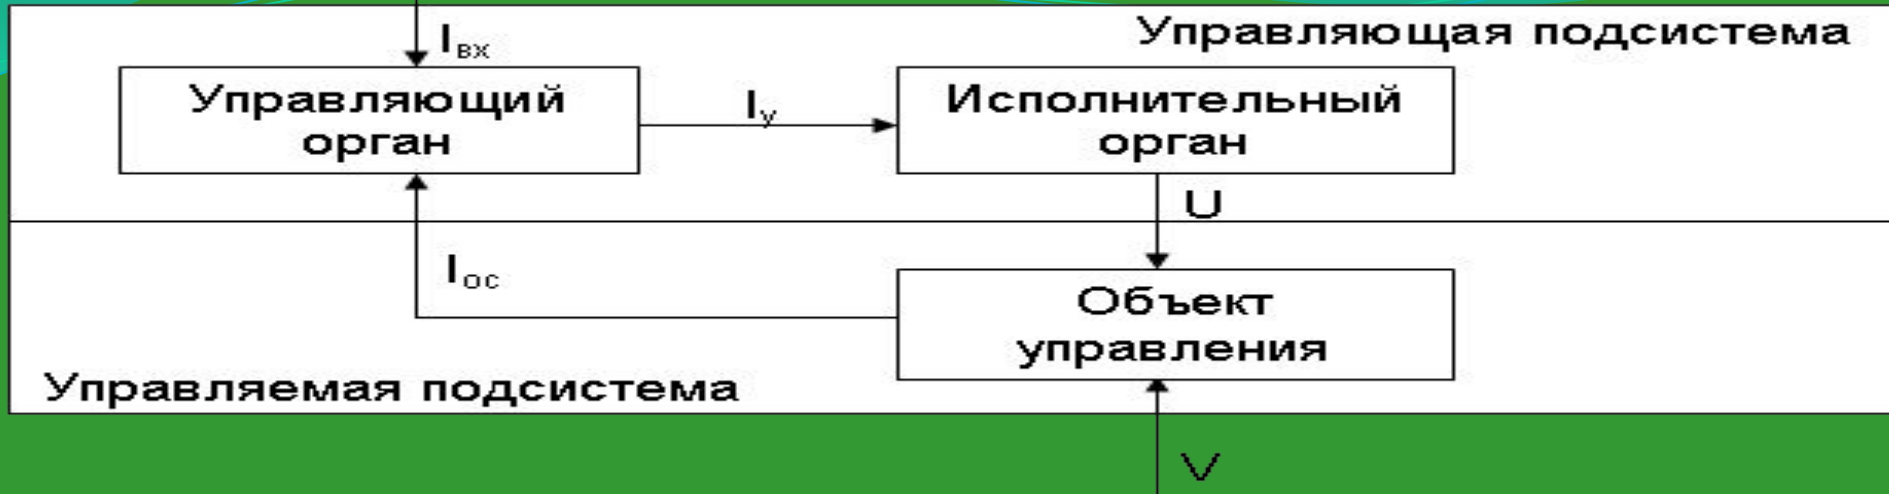 Управляющая подсистема
Iвх
Управляющий
орган
Iу
Исполнительный
орган
U
Iос
Объект
управления
Управляемая подсистема
V